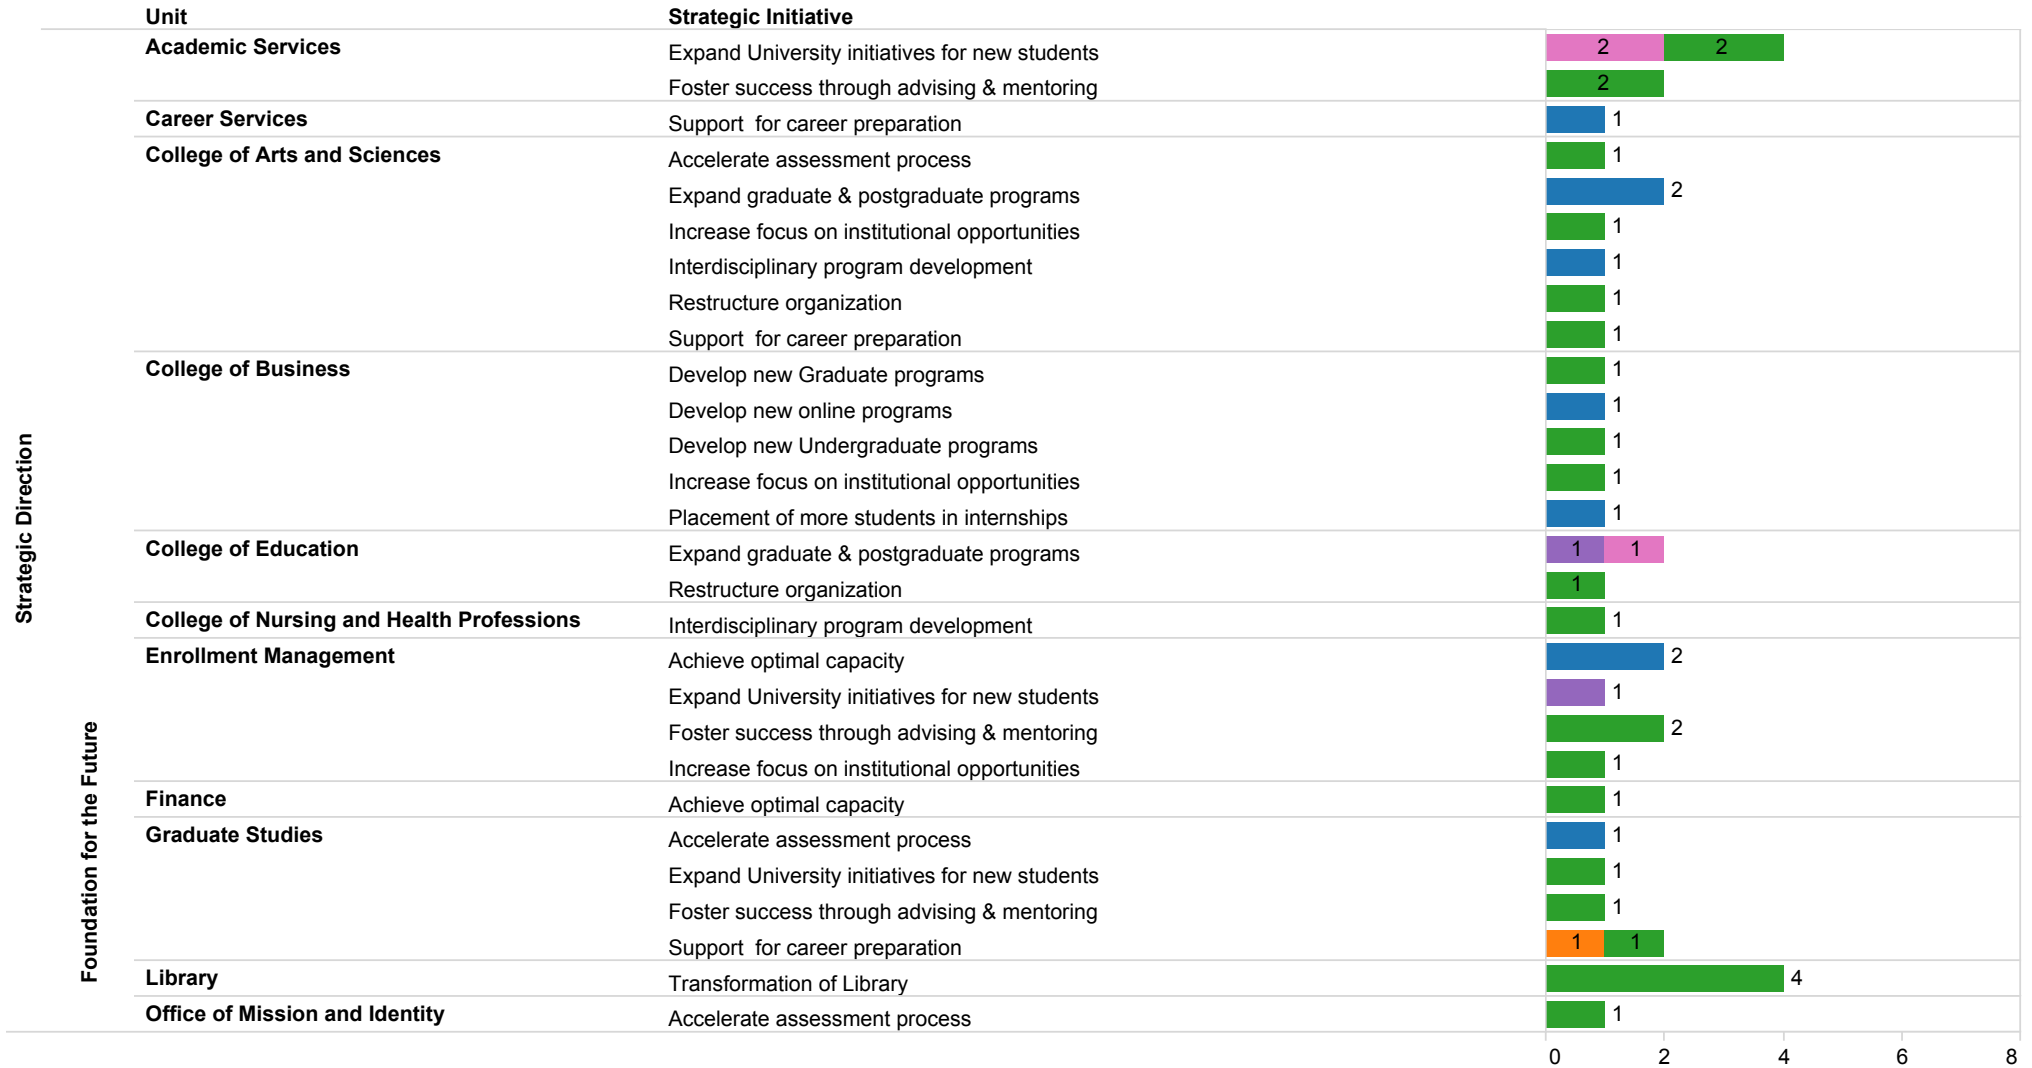 Unit Strategic Initiative
Strategic Direction
Foundation for the Future
Academic Services Expand University initiatives for new students 2 2
Foster success through advising & mentoring 2
Career Services Support  for career preparation 1
College of Arts and Sciences Accelerate assessment process 1
Expand graduate & postgraduate programs 2
Increase focus on institutional opportunities 1
Interdisciplinary program development 1
Restructure organization 1
Support  for career preparation 1
College of Business Develop new Graduate programs 1
Develop new online programs 1
Develop new Undergraduate programs 1
Increase focus on institutional opportunities 1
Placement of more students in internships 1
College of Education Expand graduate & postgraduate programs 1 1
Restructure organization 1
College of Nursing and Health Professions Interdisciplinary program development 1
Enrollment Management Achieve optimal capacity 2
Expand University initiatives for new students 1
Foster success through advising & mentoring 2
Increase focus on institutional opportunities 1
Finance Achieve optimal capacity 1
Graduate Studies Accelerate assessment process 1
Expand University initiatives for new students 1
Foster success through advising & mentoring 1
Support  for career preparation 1 1
Library Transformation of Library 4
Office of Mission and Identity Accelerate assessment process 1
0 2 4 6 8